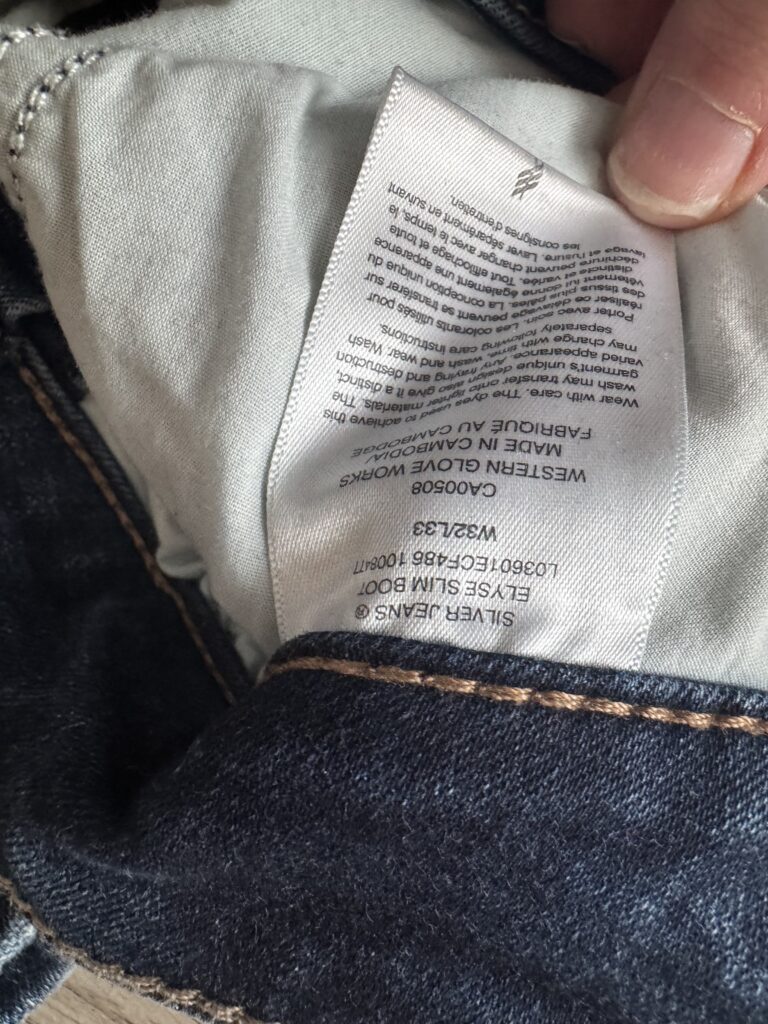 SILVER JEANS ®
ELYSE SLIM BOOT
L03601ECF486 1008477
W32/L33
CA00508
WESTERN GLOVE WORKS
MADE IN CAMBODIA/
FABRIQUÉ AU CAMBODGE
Wear with care. The dyes used to achieve this
wash may transfer onto lighter materials. The
garment's unique design also give it a distinct,
varied appearance. Any fraying and destruction
may change with time, wash and wear. Wash
separately following care instructions.
Porter avec soin. Les colorants utilisés pour
réaliser ce délavage peuvent se transférer sur
des tissus plus pâles. La conception unique du
vêtement lui donne également une apparence
distincte et variée. Tout effilochage et toute
déchirure peuvent changer avec le temps, le
lavage et l'usure. Laver séparément en suivant
les consignes d'entretien.